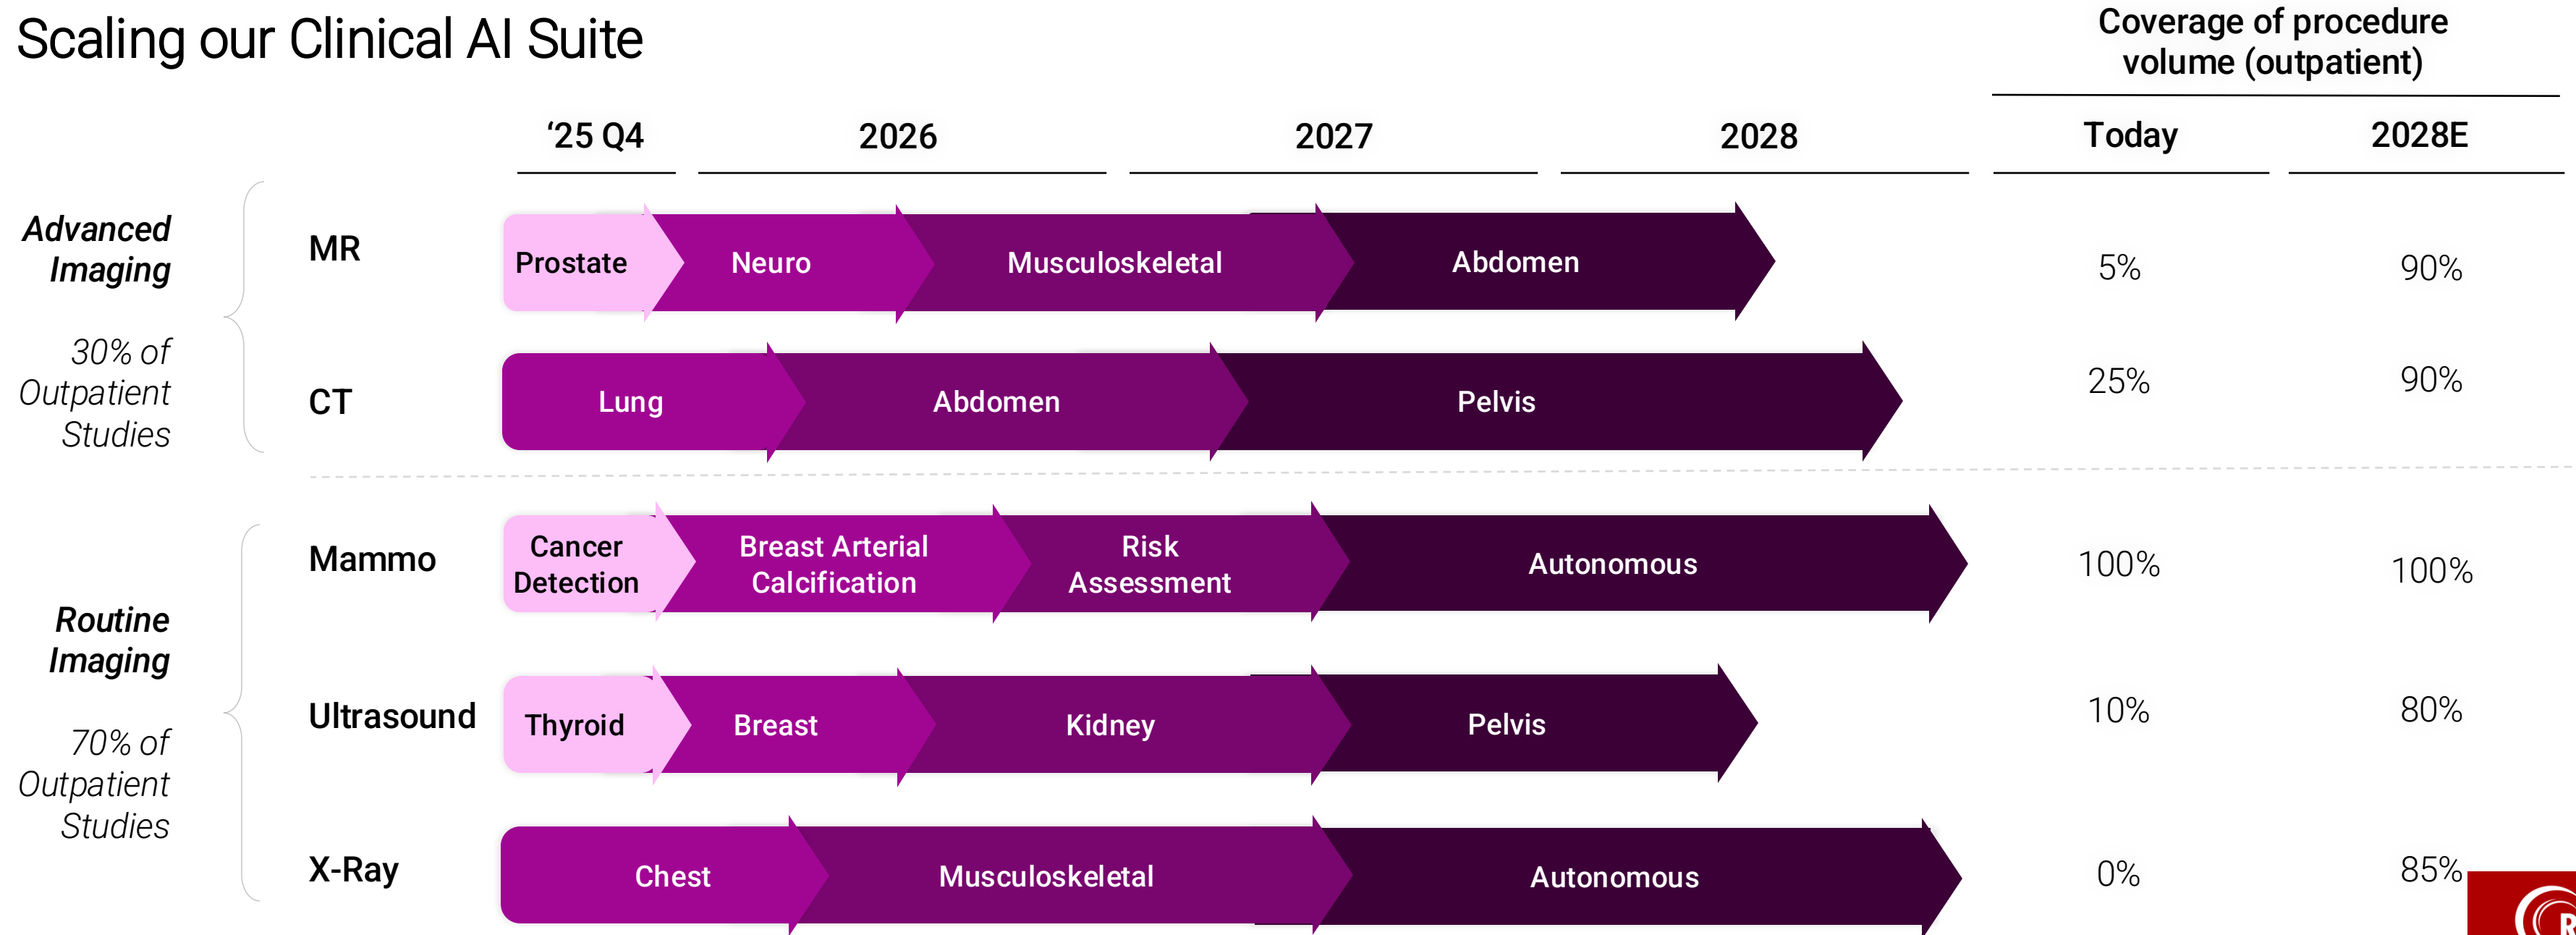 Scaling our Clinical AI Suite
Coverage of procedure
volume (outpatient)
‘25 Q4
2026
2027
2028
Today
2028E
Advanced
Imaging
30% of
Outpatient
Studies
MR
Prostate
Neuro
Musculoskeletal
Abdomen
5%
90%
CT
Lung
Abdomen
Pelvis
25%
90%
Routine
Imaging
70% of
Outpatient
Studies
Mammo
Cancer
Detection
Breast Arterial
Calcification
Risk
Assessment
Autonomous
100%
100%
Ultrasound
Thyroid
Breast
Kidney
Pelvis
10%
80%
X-Ray
Chest
Musculoskeletal
Autonomous
0%
85%